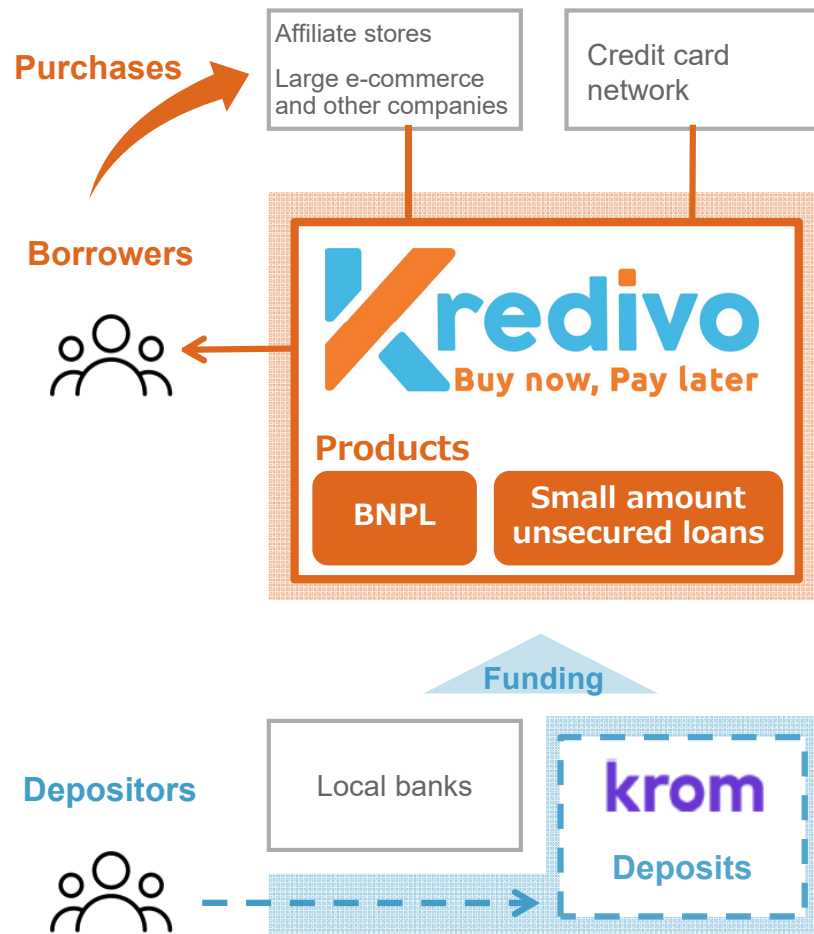 Affiliate stores
Large e-commerce
and other companies
Credit card
network
Purchases
Borrowers
Kredivo
Buy now, Pay later
Products
BNPL
Small amount
unsecured loans
Funding
Depositors
Local banks
krom
Deposits